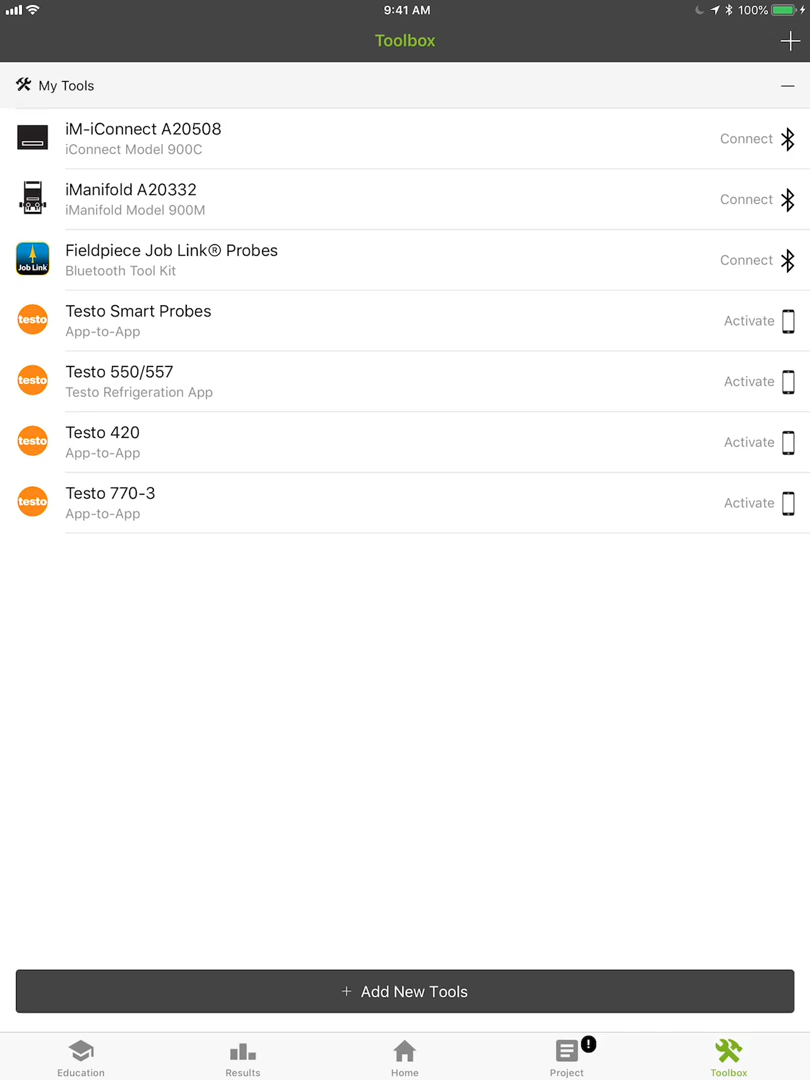 9:41 AM
100%
Toolbox
My Tools
iM-iConnect A20508
iConnect Model 900C
Connect
iManifold A20332
iManifold Model 900M
Connect
Job Link
Fieldpiece Job Link® Probes
Bluetooth Tool Kit
Connect
testo
Testo Smart Probes
App-to-App
Activate
testo
Testo 550/557
Testo Refrigeration App
Activate
testo
Testo 420
App-to-App
Activate
testo
Testo 770-3
App-to-App
Activate
+ Add New Tools
Education
Results
Home
!
Project
Toolbox